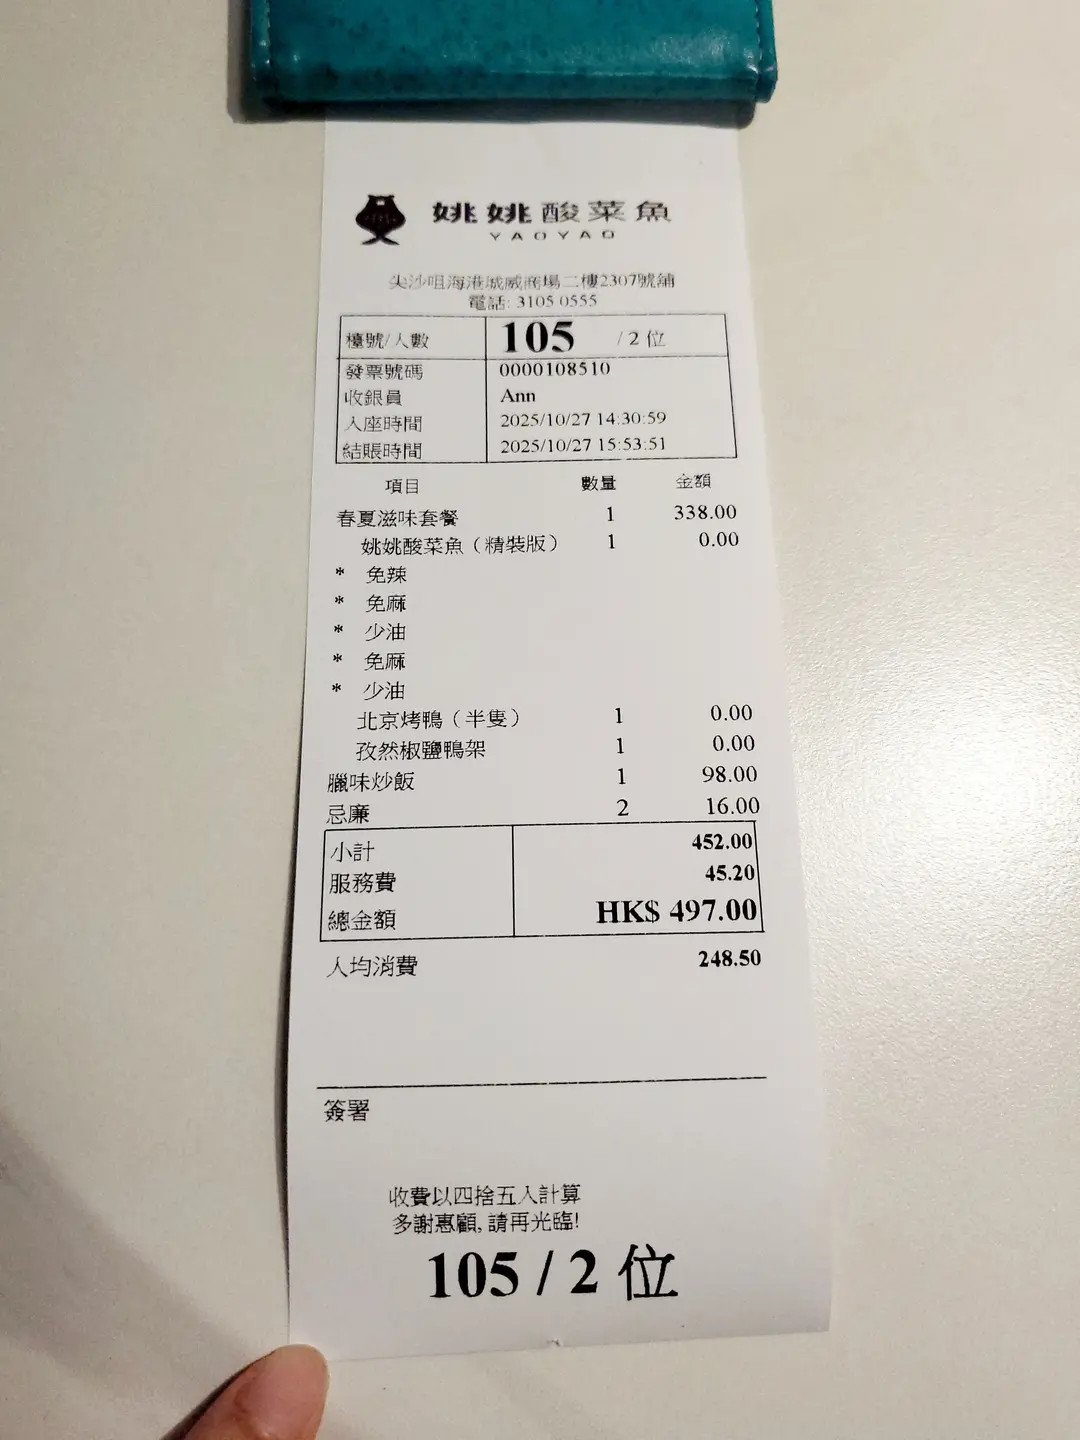 姚姚酸菜魚
YAOYAO
尖沙咀海港城威商場二樓2307號鋪
電話: 3105 0555
檯號/人數 105 / 2 位
發票號碼 0000108510
收銀員 Ann
入座時間 2025/10/27 14:30:59
結賬時間 2025/10/27 15:53:51
項目 數量 金額
春夏滋味套餐 1 338.00
姚姚酸菜魚（精裝版） 1 0.00
* 免辣
* 免麻
* 少油
* 免麻
* 少油
北京烤鴨（半隻） 1 0.00
孜然椒鹽鴨架 1 0.00
臘味炒飯 1 98.00
忌廉 2 16.00
小計 452.00
服務費 45.20
總金額 HK$ 497.00
人均消費 248.50
簽署
收費以四捨五入計算
多謝惠顧, 請再光臨!
105 / 2 位